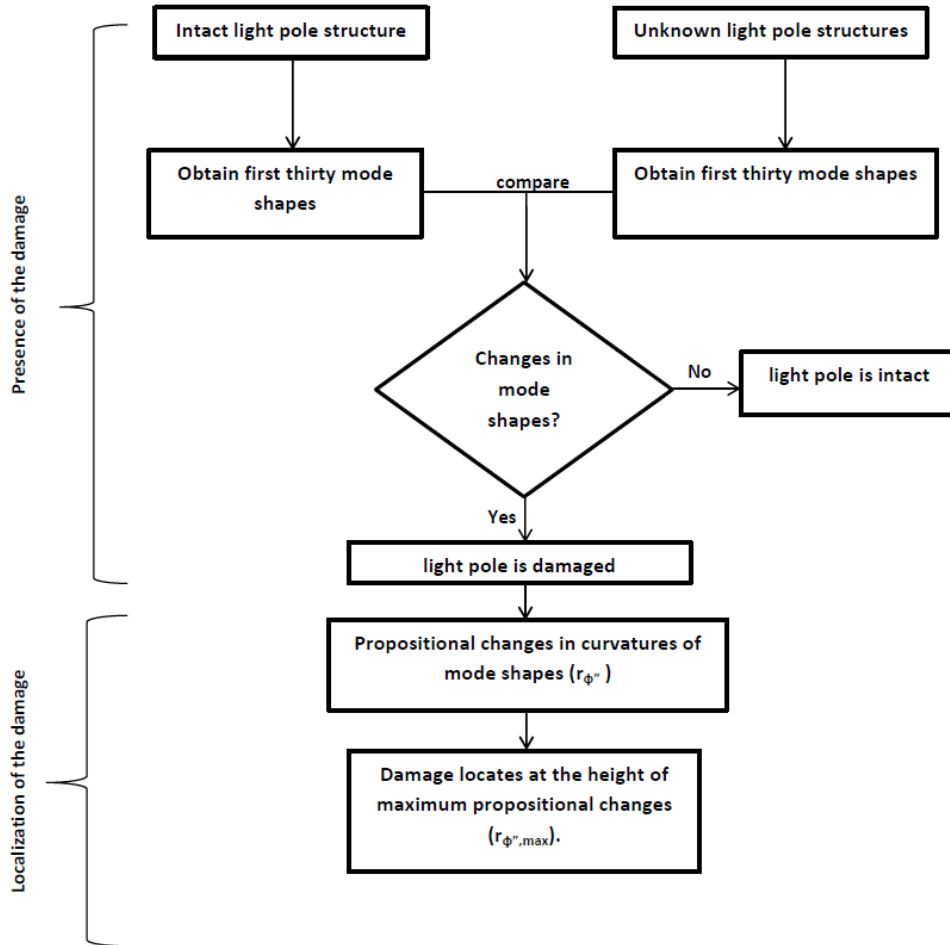 Intact light pole structure
Unknown light pole structures
Obtain first thirty mode
shapes
compare
Obtain first thirty mode shapes
Presence of the damage
Changes in
mode
shapes?
No
light pole is intact
Yes
light pole is damaged
Propositional changes in curvatures of
mode shapes (rϕ″ )
Localization of the damage
Damage locates at the height of
maximum propositional changes
(rϕ″,max).